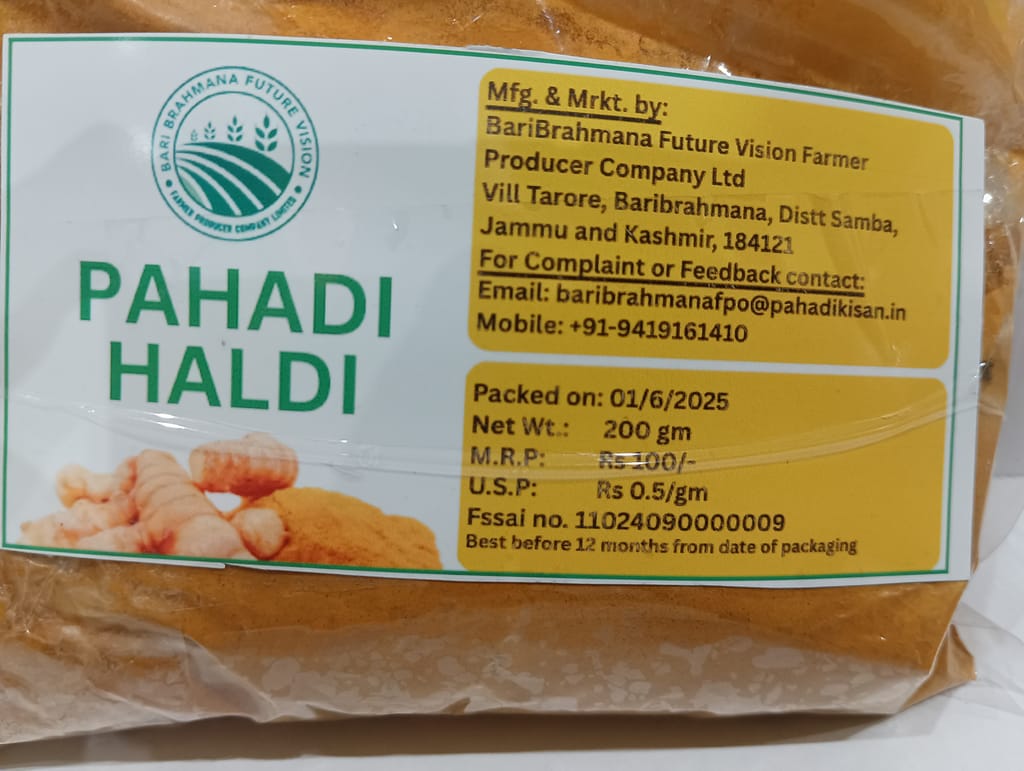 BARI BRAHMANA FUTURE VISION
FARMER PRODUCER COMPANY LIMITED
PAHADI
HALDI
Mfg. & Mrkt. by:
BariBrahmana Future Vision Farmer
Producer Company Ltd
Vill Tarore, Baribrahmana, Distt Samba,
Jammu and Kashmir, 184121
For Complaint or Feedback contact:
Email: baribrahmanafpo@pahadikisan.in
Mobile: +91-9419161410
Packed on: 01/6/2025
Net Wt.: 200 gm
M.R.P: Rs 100/-
U.S.P: Rs 0.5/gm
Fssai no. 11024090000009
Best before 12 months from date of packaging